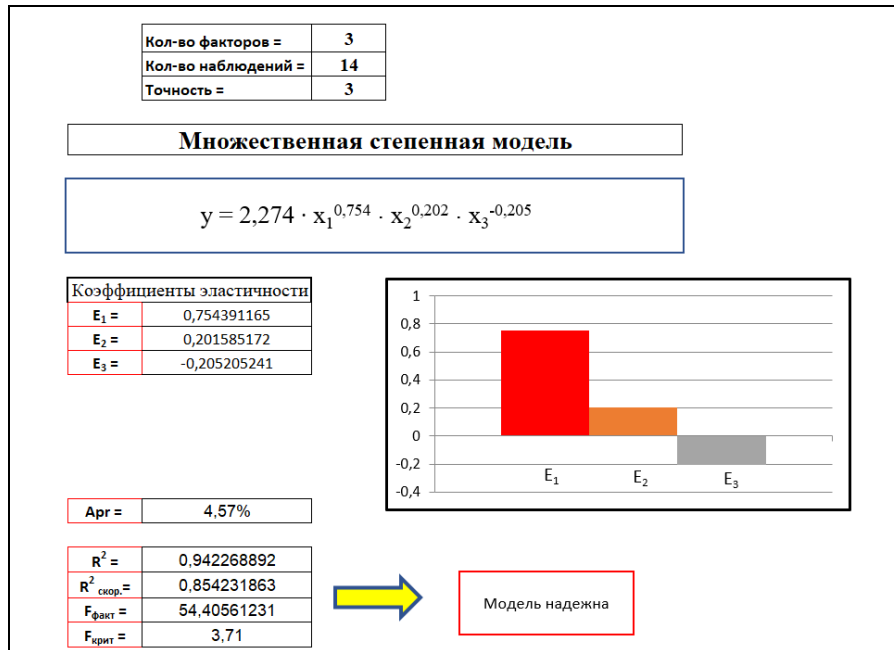 Кол-во факторов = 3
Кол-во наблюдений = 14
Точность = 3
Множественная степенная модель
y = 2,274 · x₁^0,754 · x₂^0,202 · x₃^-0,205
Коэффициенты эластичности
E₁ = 0,754391165
E₂ = 0,201585172
E₃ = -0,205205241
1
0,8
0,6
0,4
0,2
0
-0,2
-0,4
E₁ E₂ E₃
Apr = 4,57%
R² = 0,942268892
R² скор.= 0,854231863
Fфакт = 54,40561231
Fкрит = 3,71
Модель надежна